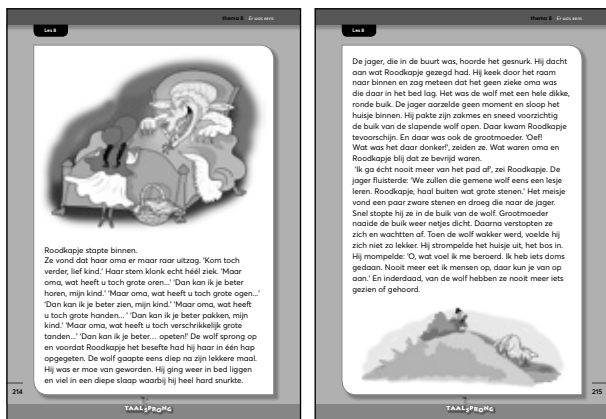 thema 8 Er was eens
Les 8
Roodkapje stapte binnen.
Ze vond dat haar oma er maar raar uitzag. 'Kom toch
verder, lief kind.' Haar stem klonk echt héél ziek. 'Maar
oma, wat heeft u toch grote oren...' 'Dan kan ik je beter
horen, mijn kind.' 'Maar oma, wat heeft u toch grote ogen...'
'Dan kan ik je beter zien, mijn kind.' 'Maar oma, wat heeft
u toch grote handen... ' 'Dan kan ik je beter pakken, mijn
kind.' 'Maar oma, wat heeft u toch verschrikkelijk grote
tanden...' 'Dan kan ik je beter... opeten!' De wolf sprong op
en voordat Roodkapje het besefte had hij haar in één hap
opgegeten. De wolf gaapte eens diep na zijn lekkere maal.
Hij was er moe van geworden. Hij ging weer in bed liggen
en viel in een diepe slaap waarbij hij heel hard snurkte.
214
TAALSPRONG
thema 8 Er was eens
Les 8
De jager, die in de buurt was, hoorde het gesnurk. Hij dacht
aan wat Roodkapje gezegd had. Hij keek door het raam
naar binnen en zag meteen dat het geen zieke oma was
die daar in het bed lag. Het was de wolf met een hele dikke,
ronde buik. De jager aarzelde geen moment en sloop het
huisje binnen. Hij pakte zijn zakmes en sneed voorzichtig
de buik van de slapende wolf open. Daar kwam Roodkapje
tevoorschijn. En daar was ook de grootmoeder. 'Oef!
Wat was het daar donker!', zeiden ze. Wat waren oma en
Roodkapje blij dat ze bevrijd waren.
'Ik ga écht nooit meer van het pad af', zei Roodkapje. De
jager fluisterde: 'We zullen die gemene wolf eens een lesje
leren. Roodkapje, haal buiten wat grote stenen.' Het meisje
vond een paar zware stenen en droeg die naar de jager.
Snel stopte hij ze in de buik van de wolf. Grootmoeder
naaide de buik weer netjes dicht. Daarna verstopten ze
zich en wachtten af. Toen de wolf wakker werd, voelde hij
zich niet zo lekker. Hij strompelde het huisje uit, het bos in.
Hij mompelde: 'O, wat voel ik me beroerd. Ik heb iets doms
gedaan. Nooit meer eet ik mensen op, daar kun je van op
aan.' En inderdaad, van de wolf hebben ze nooit meer iets
gezien of gehoord.
215
TAALSPRONG